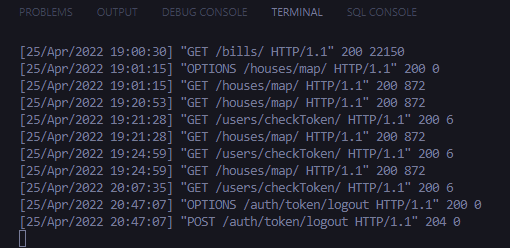 PROBLEMS OUTPUT DEBUG CONSOLE TERMINAL SQL CONSOLE
[25/Apr/2022 19:00:30] "GET /bills/ HTTP/1.1" 200 22150
[25/Apr/2022 19:01:15] "OPTIONS /houses/map/ HTTP/1.1" 200 0
[25/Apr/2022 19:01:15] "GET /houses/map/ HTTP/1.1" 200 872
[25/Apr/2022 19:20:53] "GET /houses/map/ HTTP/1.1" 200 872
[25/Apr/2022 19:21:28] "GET /users/checkToken/ HTTP/1.1" 200 6
[25/Apr/2022 19:21:28] "GET /houses/map/ HTTP/1.1" 200 872
[25/Apr/2022 19:24:59] "GET /users/checkToken/ HTTP/1.1" 200 6
[25/Apr/2022 19:24:59] "GET /houses/map/ HTTP/1.1" 200 872
[25/Apr/2022 20:07:35] "GET /users/checkToken/ HTTP/1.1" 200 6
[25/Apr/2022 20:47:07] "OPTIONS /auth/token/logout HTTP/1.1" 200 0
[25/Apr/2022 20:47:07] "POST /auth/token/logout HTTP/1.1" 204 0